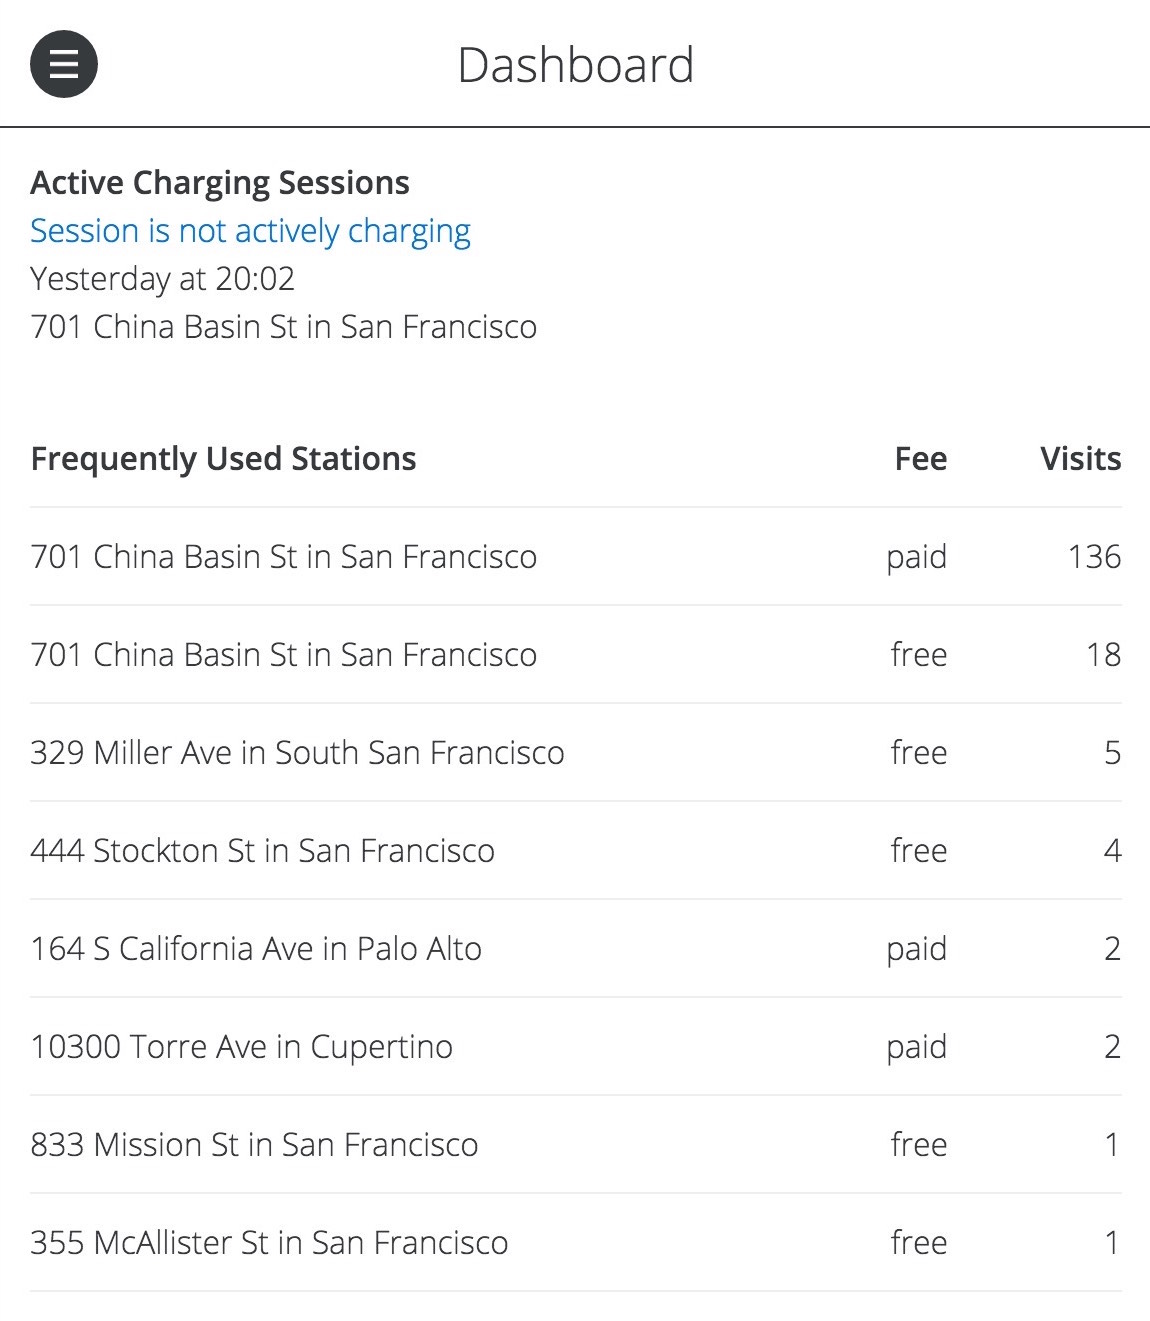 Dashboard
Active Charging Sessions
Session is not actively charging
Yesterday at 20:02
701 China Basin St in San Francisco
Frequently Used Stations Fee Visits
701 China Basin St in San Francisco paid 136
701 China Basin St in San Francisco free 18
329 Miller Ave in South San Francisco free 5
444 Stockton St in San Francisco free 4
164 S California Ave in Palo Alto paid 2
10300 Torre Ave in Cupertino paid 2
833 Mission St in San Francisco free 1
355 McAllister St in San Francisco free 1